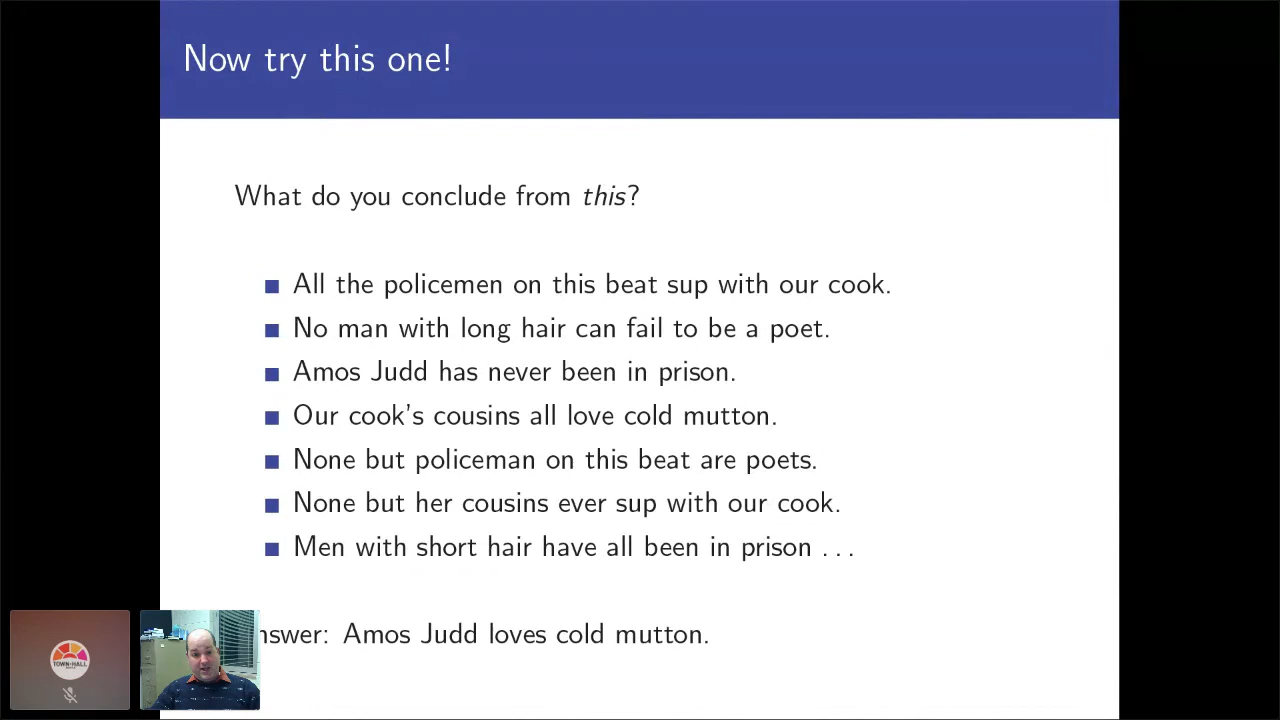 Now try this one!
What do you conclude from this?
All the policemen on this beat sup with our cook.
No man with long hair can fail to be a poet.
Amos Judd has never been in prison.
Our cook's cousins all love cold mutton.
None but policeman on this beat are poets.
None but her cousins ever sup with our cook.
Men with short hair have all been in prison . . .
nswer: Amos Judd loves cold mutton.
TOWN HALL